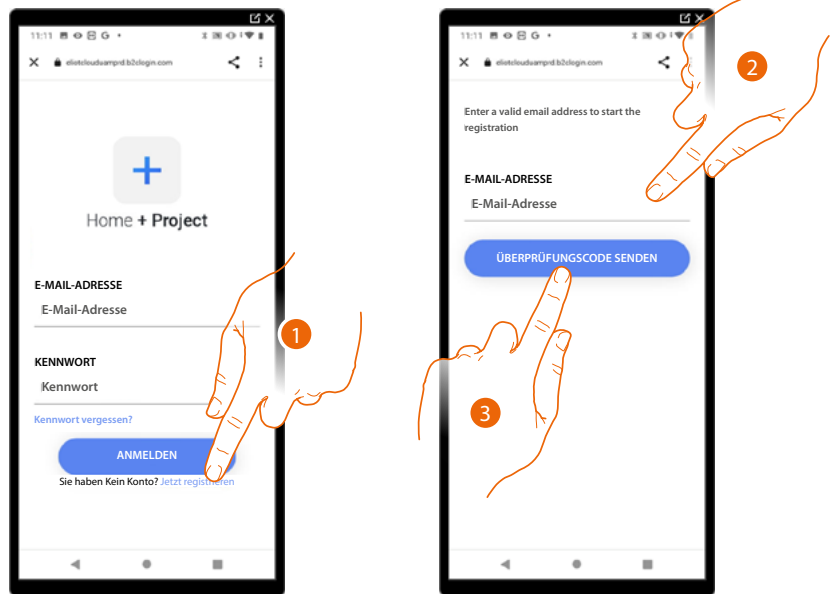 11:11 G
eliotcloududamprd.b2clogin.com
Home + Project
E-MAIL-ADRESSE
E-Mail-Adresse
KENNWORT
Kennwort
Kennwort vergessen?
ANMELDEN
Sie haben Kein Konto? Jetzt registrieren
1
11:11 G
eliotcloududamprd.b2clogin.com
Enter a valid email address to start the
registration
E-MAIL-ADRESSE
E-Mail-Adresse
ÜBERPRÜFUNGSCODE SENDEN
2
3